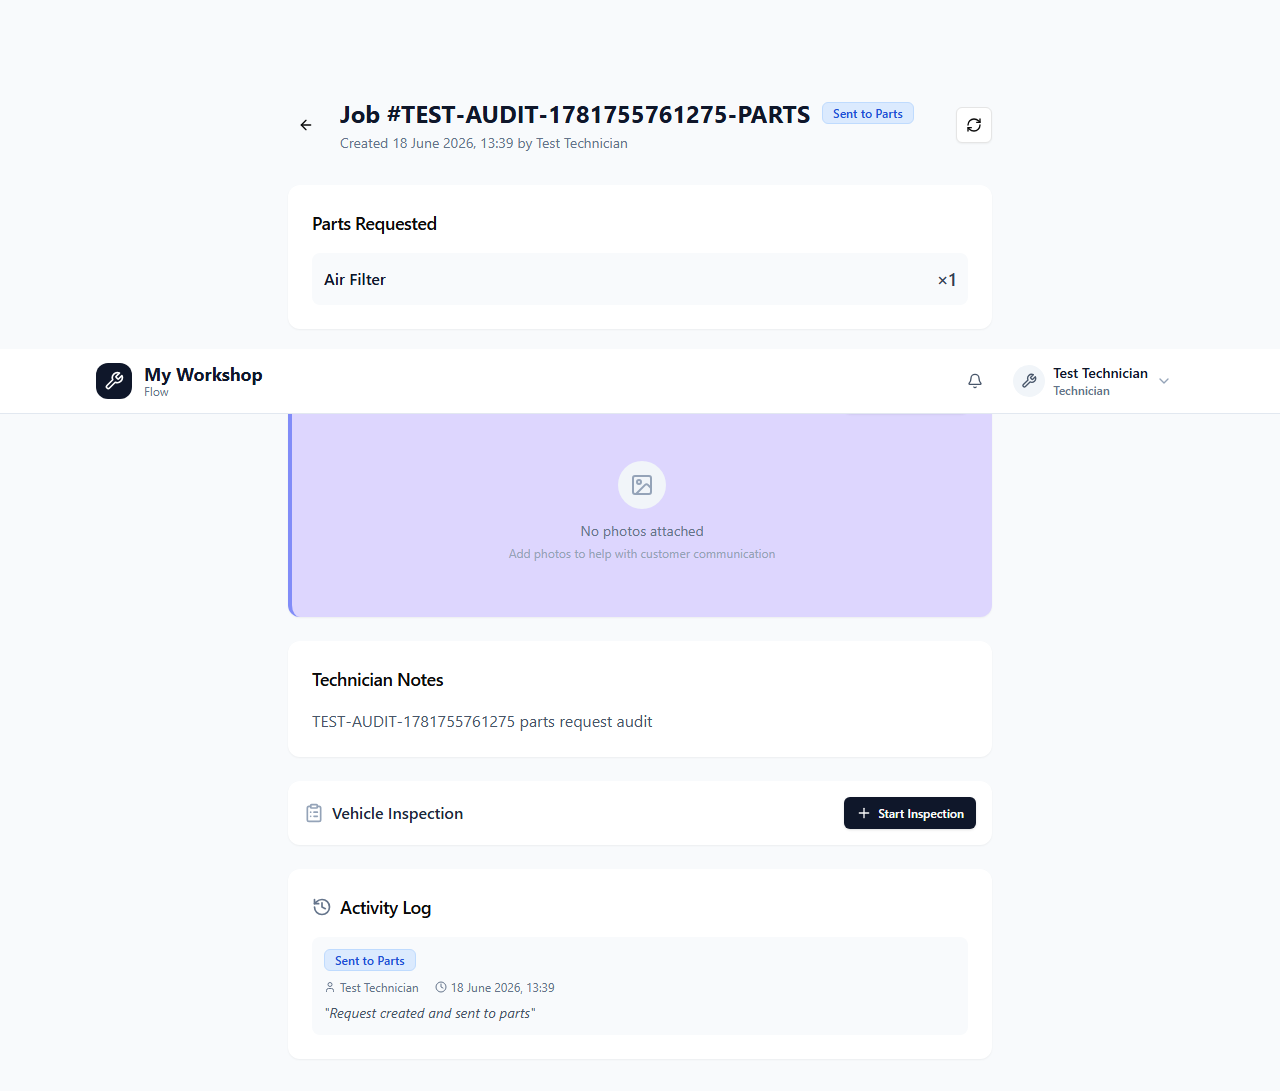 Job #TEST-AUDIT-1781755761275-PARTS
Sent to Parts
Created 18 June 2026, 13:39 by Test Technician
Parts Requested
Air Filter
×1
My Workshop
Flow
Test Technician
Technician
No photos attached
Add photos to help with customer communication
Technician Notes
TEST-AUDIT-1781755761275 parts request audit
Vehicle Inspection
Start Inspection
Activity Log
Sent to Parts
Test Technician
18 June 2026, 13:39
"Request created and sent to parts"